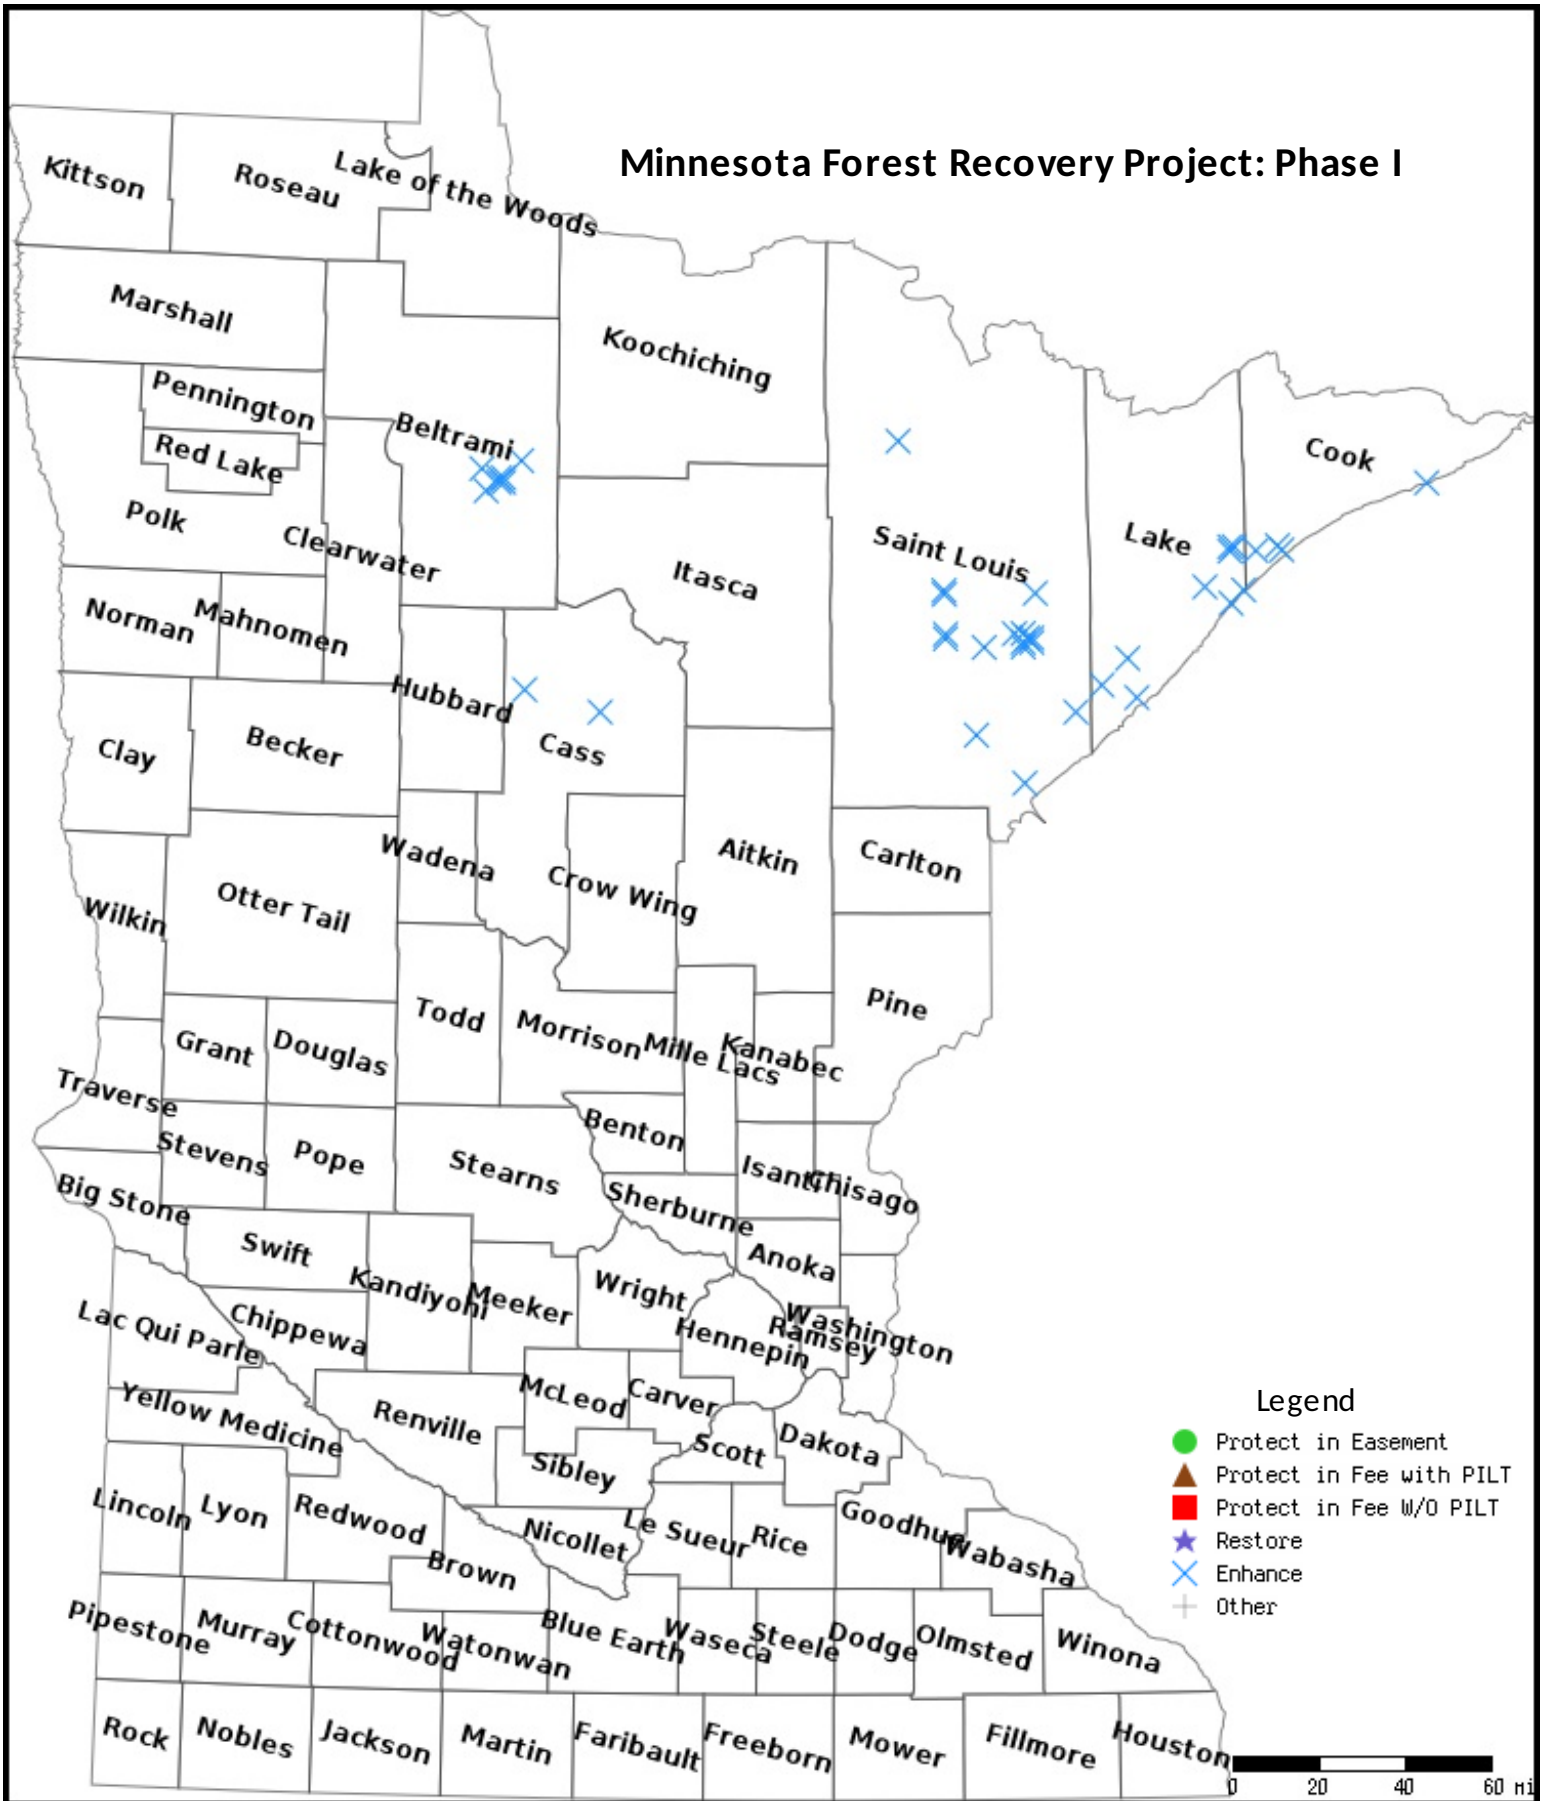 Minnesota Forest Recovery Project: Phase I
Kittson
Roseau
Lake of the Woods
Marshall
Koochiching
Pennington
Beltrami
Red Lake
Cook
Polk
Clearwater
Saint Louis
Lake
Itasca
Norman
Mahnomen
Hubbard
Clay
Becker
Cass
Wadena
Aitkin
Carlton
Otter Tail
Crow Wing
Wilkin
Pine
Todd
Morrison
Mille Lacs
Kanabec
Grant
Douglas
Traverse
Benton
Stevens
Pope
Stearns
Isanti
Chisago
Big Stone
Sherburne
Swift
Anoka
Kandiyohi
Meeker
Wright
Lac Qui Parle
Chippewa
Hennepin
Ramsey
Washington
Yellow Medicine
Renville
McLeod
Carver
Scott
Dakota
Sibley
Lincoln
Lyon
Redwood
Nicollet
Le Sueur
Rice
Goodhue
Wabasha
Brown
Pipestone
Murray
Cottonwood
Watonwan
Blue Earth
Waseca
Steele
Dodge
Olmsted
Winona
Rock
Nobles
Jackson
Martin
Faribault
Freeborn
Mower
Fillmore
Houston
Legend
Protect in Easement
Protect in Fee with PILT
Protect in Fee W/O PILT
Restore
Enhance
Other
0 20 40 60 mi